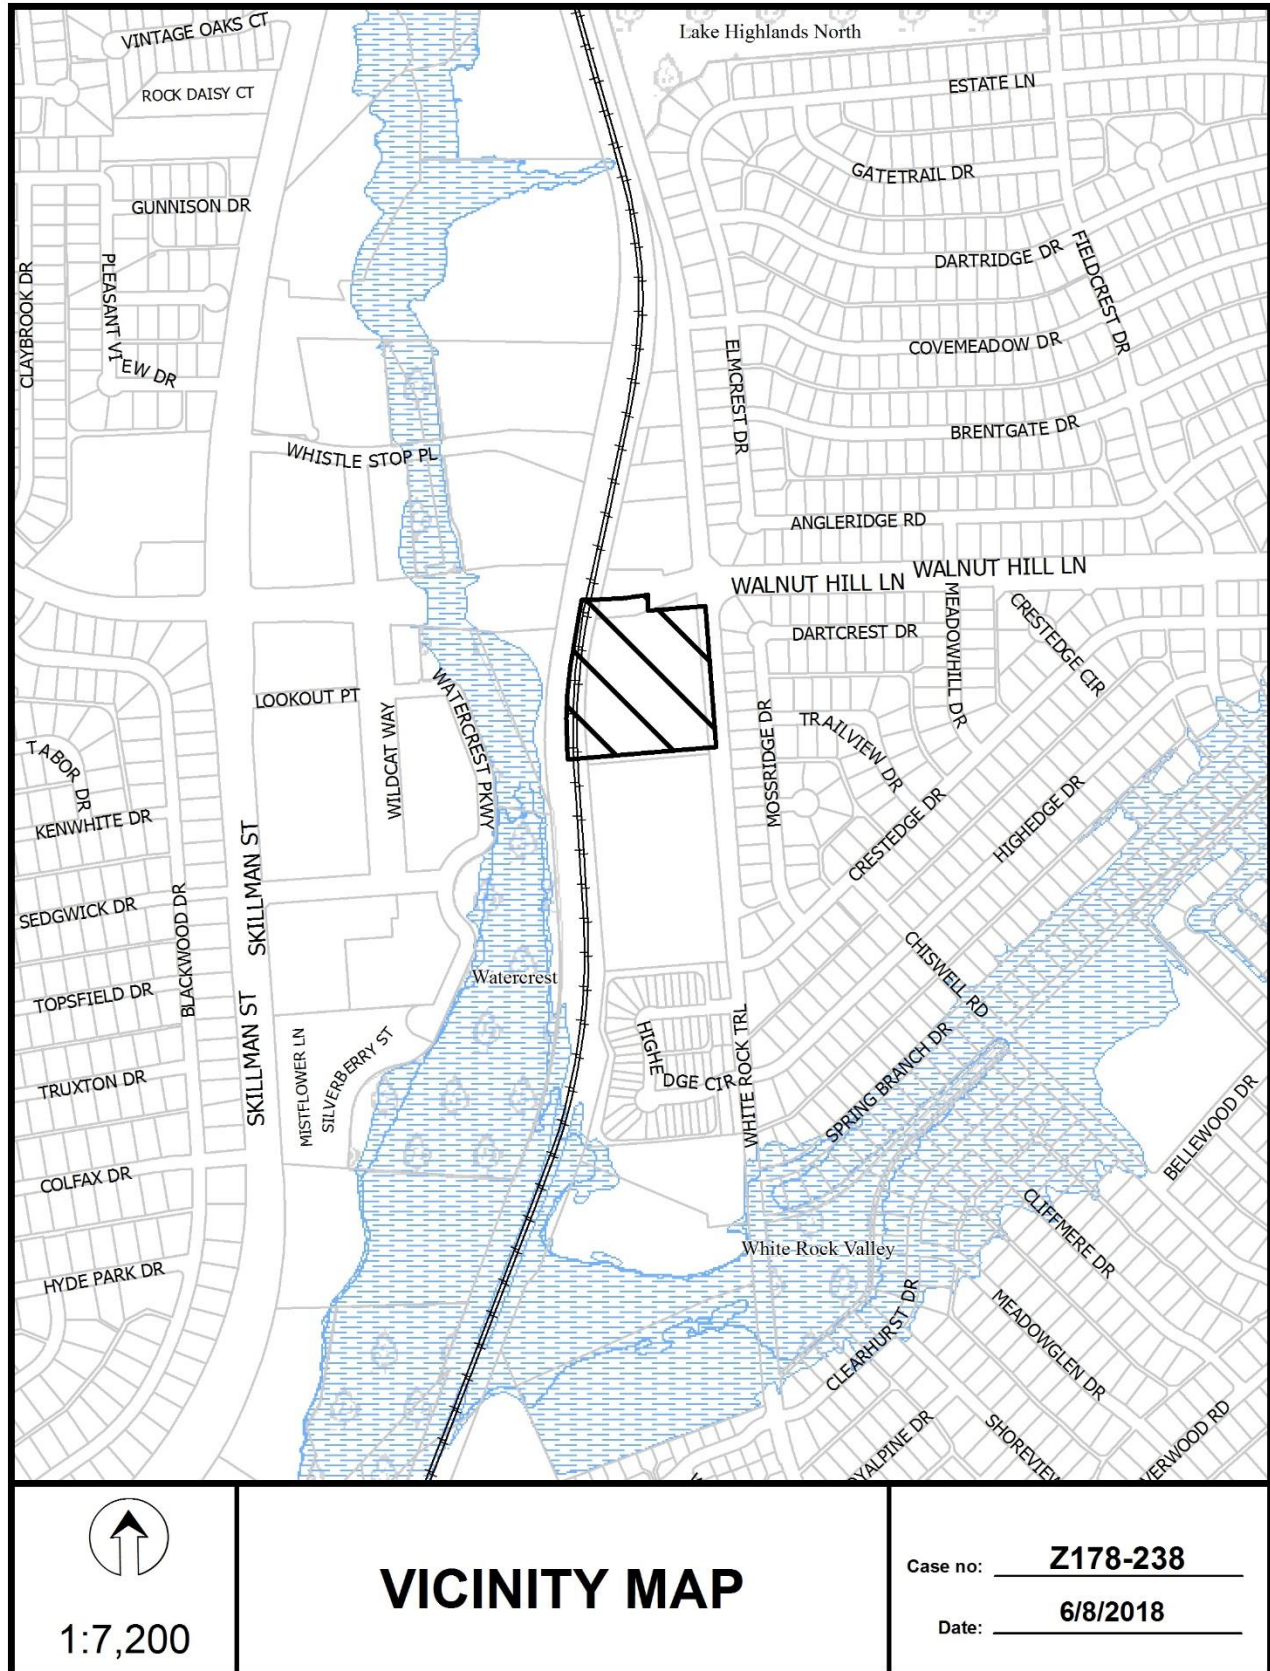 Lake Highlands North
VINTAGE OAKS CT
ROCK DAISY CT
ESTATE LN
GATETRAIL DR
GUNNISON DR
DARTRIDGE DR
FIELDCREST DR
CLAYBROOK DR
PLEASANT VIEW DR
COVEMEADOW DR
ELMCREST DR
BRENTGATE DR
WHISTLE STOP PL
ANGLERIDGE RD
WALNUT HILL LN
WALNUT HILL LN
MEADOWHILL DR
CRESTEDGE CIR
DARTCREST DR
LOOKOUT PT
WILDCAT WAY
WATERCREST PKWY
MOSSRIDGE DR
TRAILVIEW DR
TABOR DR
KENWHITE DR
CRESTEDGE DR
HIGHEDGE DR
SKILLMAN ST
SEDGWICK DR
BLACKWOOD DR
CHISWELL RD
Watercrest
TOPSFIELD DR
SKILLMAN ST
MISTFLOWER LN
SILVERBERRY ST
HIGHEDGE CIR
WHITE ROCK TRL
SPRING BRANCH DR
TRUXTON DR
BELLEWOOD DR
COLFAX DR
CLIFFMERE DR
White Rock Valley
HYDE PARK DR
CLEARHURST DR
MEADOWGLEN DR
OYALPINE DR
SHOREVIEW
VERWOOD RD
1:7,200
VICINITY MAP
Case no: Z178-238
Date: 6/8/2018